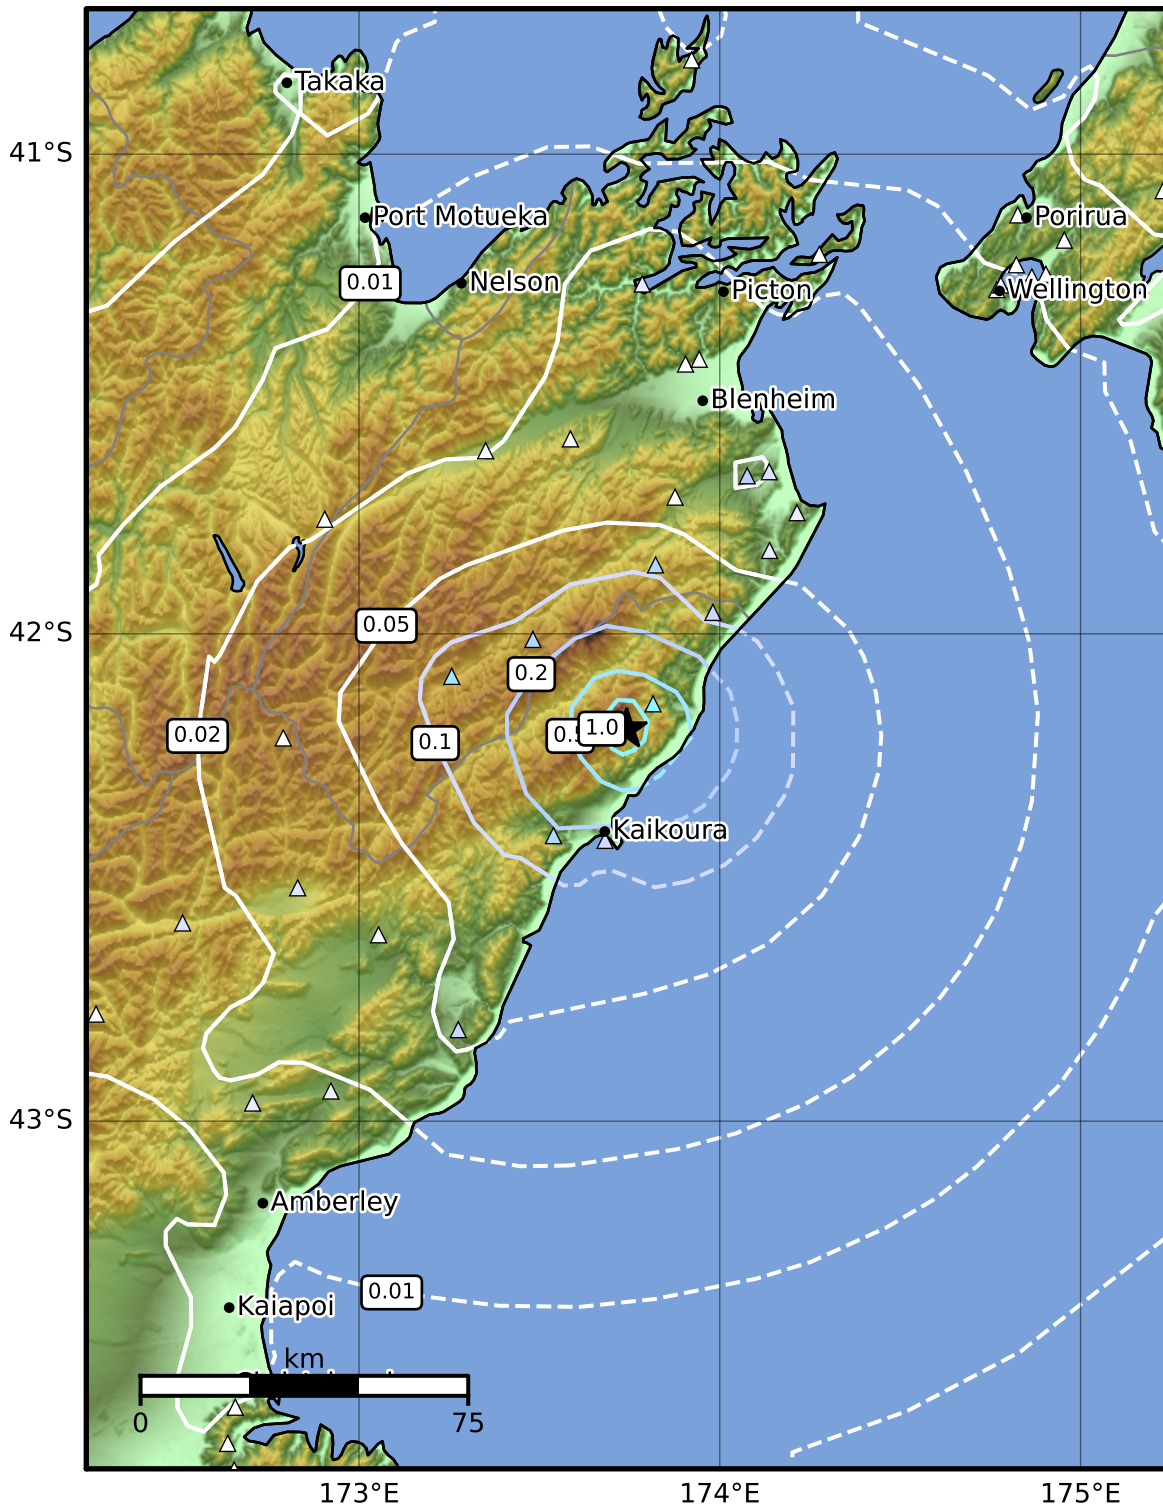 Takaka
41°S
Port Motueka
Porirua
0.01
Nelson
Picton
Wellington
Blenheim
0.05
42°S
0.2
0.02
0.1
1.0
Kaikoura
43°S
Amberley
0.01
Kaiapoi
km
0
75
173°E
174°E
175°E